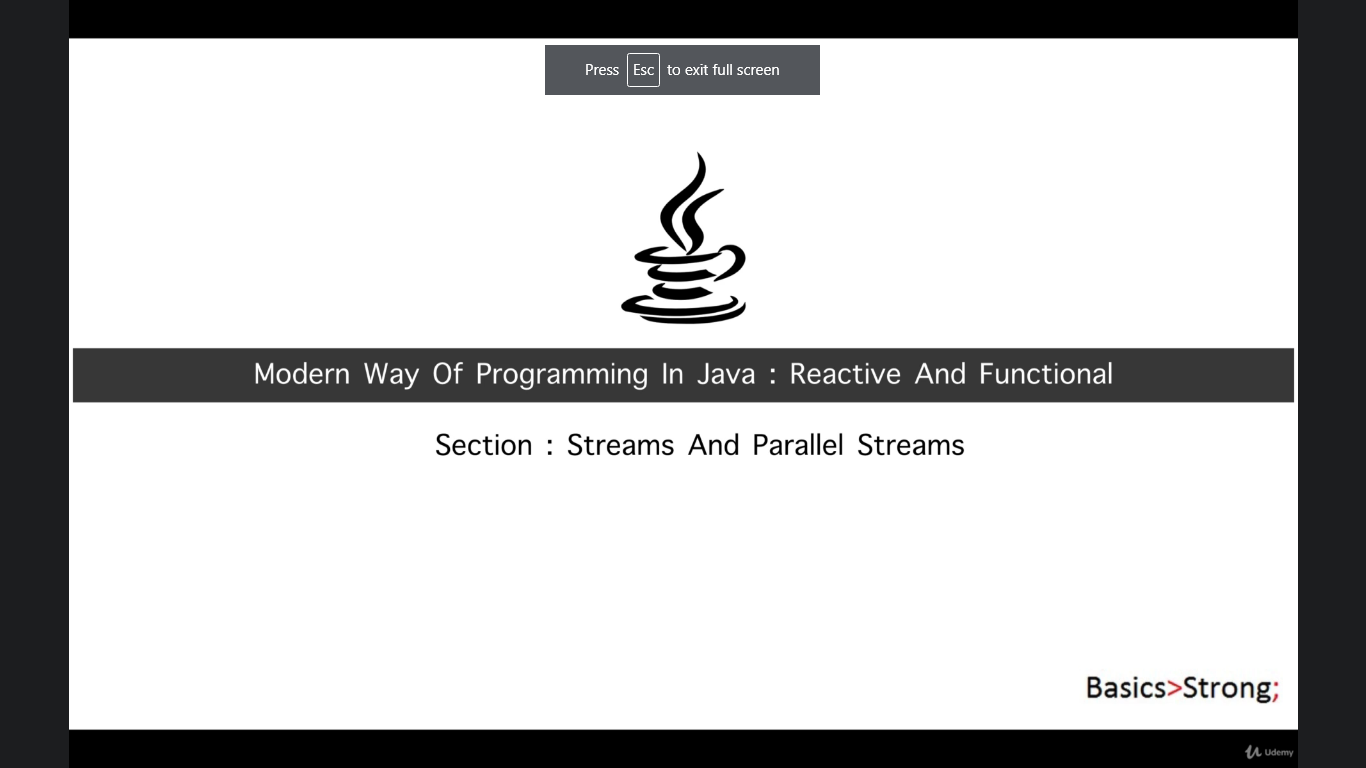 Press Esc to exit full screen
Modern Way Of Programming In Java : Reactive And Functional
Section : Streams And Parallel Streams
Basics>Strong;
Udemy